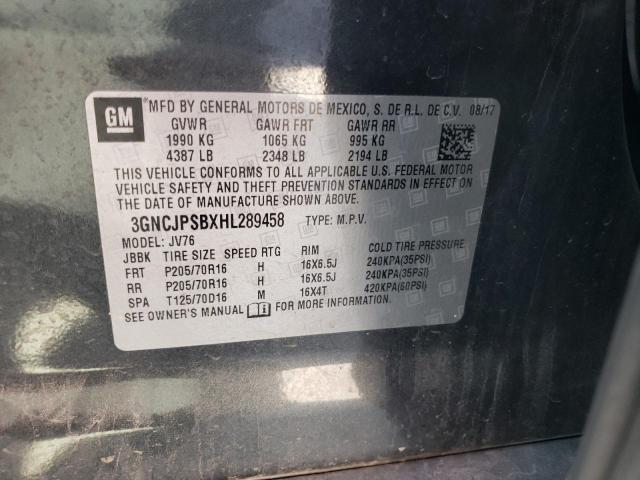 GM
MFD BY GENERAL MOTORS DE MEXICO, S. DE R.L. DE C.V. 08/17
GVWR GAWR FRT GAWR RR
1990 KG 1065 KG 995 KG
4387 LB 2348 LB 2194 LB
THIS VEHICLE CONFORMS TO ALL APPLICABLE U.S. FEDERAL MOTOR
VEHICLE SAFETY AND THEFT PREVENTION STANDARDS IN EFFECT ON
THE DATE OF MANUFACTURE SHOWN ABOVE.
3GNCJPSBXHL289458 TYPE: M.P.V.
MODEL: JV76
JBBK TIRE SIZE SPEED RTG RIM COLD TIRE PRESSURE
FRT P205/70R16 H 16X6.5J 240KPA(35PSI)
RR P205/70R16 H 16X6.5J 240KPA(35PSI)
SPA T125/70D16 M 16X4T 420KPA(60PSI)
SEE OWNER'S MANUAL FOR MORE INFORMATION